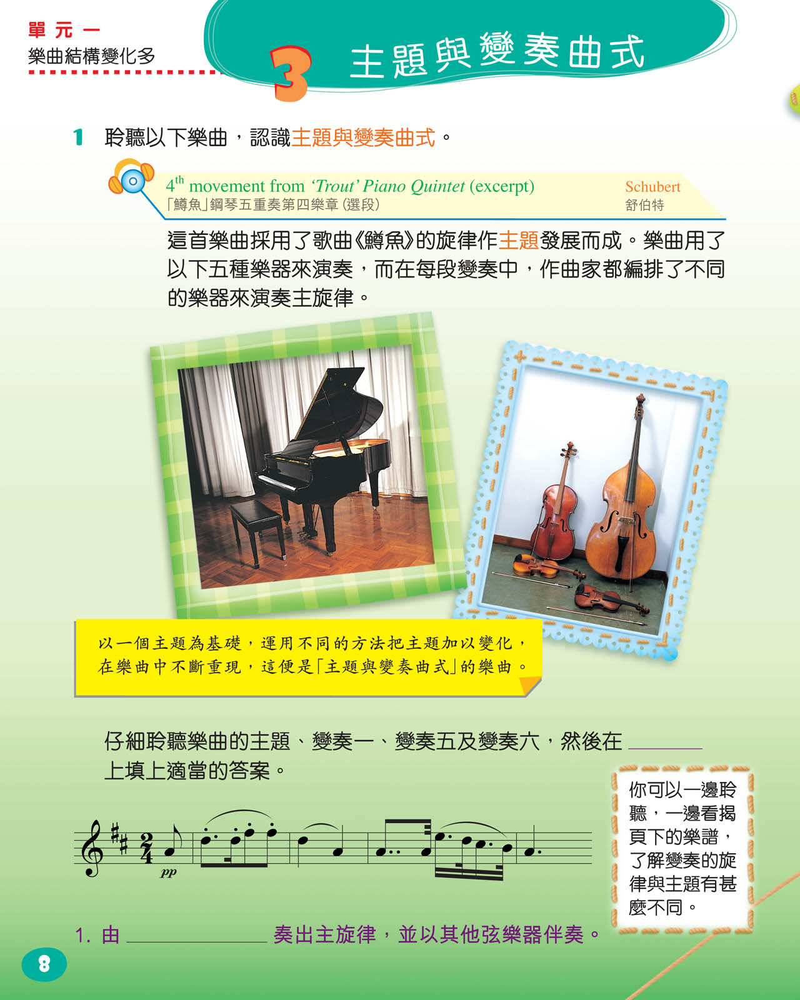 單元一
樂曲結構變化多
3 主題與變奏曲式
1 聆聽以下樂曲，認識主題與變奏曲式。
4th movement from ‘Trout’ Piano Quintet (excerpt) Schubert
「鱒魚」鋼琴五重奏第四樂章（選段） 舒伯特
這首樂曲採用了歌曲《鱒魚》的旋律作主題發展而成。樂曲用了
以下五種樂器來演奏，而在每段變奏中，作曲家都編排了不同
的樂器來演奏主旋律。
以一個主題為基礎，運用不同的方法把主題加以變化，
在樂曲中不斷重現，這便是「主題與變奏曲式」的樂曲。
仔細聆聽樂曲的主題、變奏一、變奏五及變奏六，然後在 ________
上填上適當的答案。
你可以一邊聆
聽，一邊看揭
頁下的樂譜，
了解變奏的旋
律與主題有甚
麼不同。
2
4
pp
1. 由 ________________ 奏出主旋律，並以其他弦樂器伴奏。
8